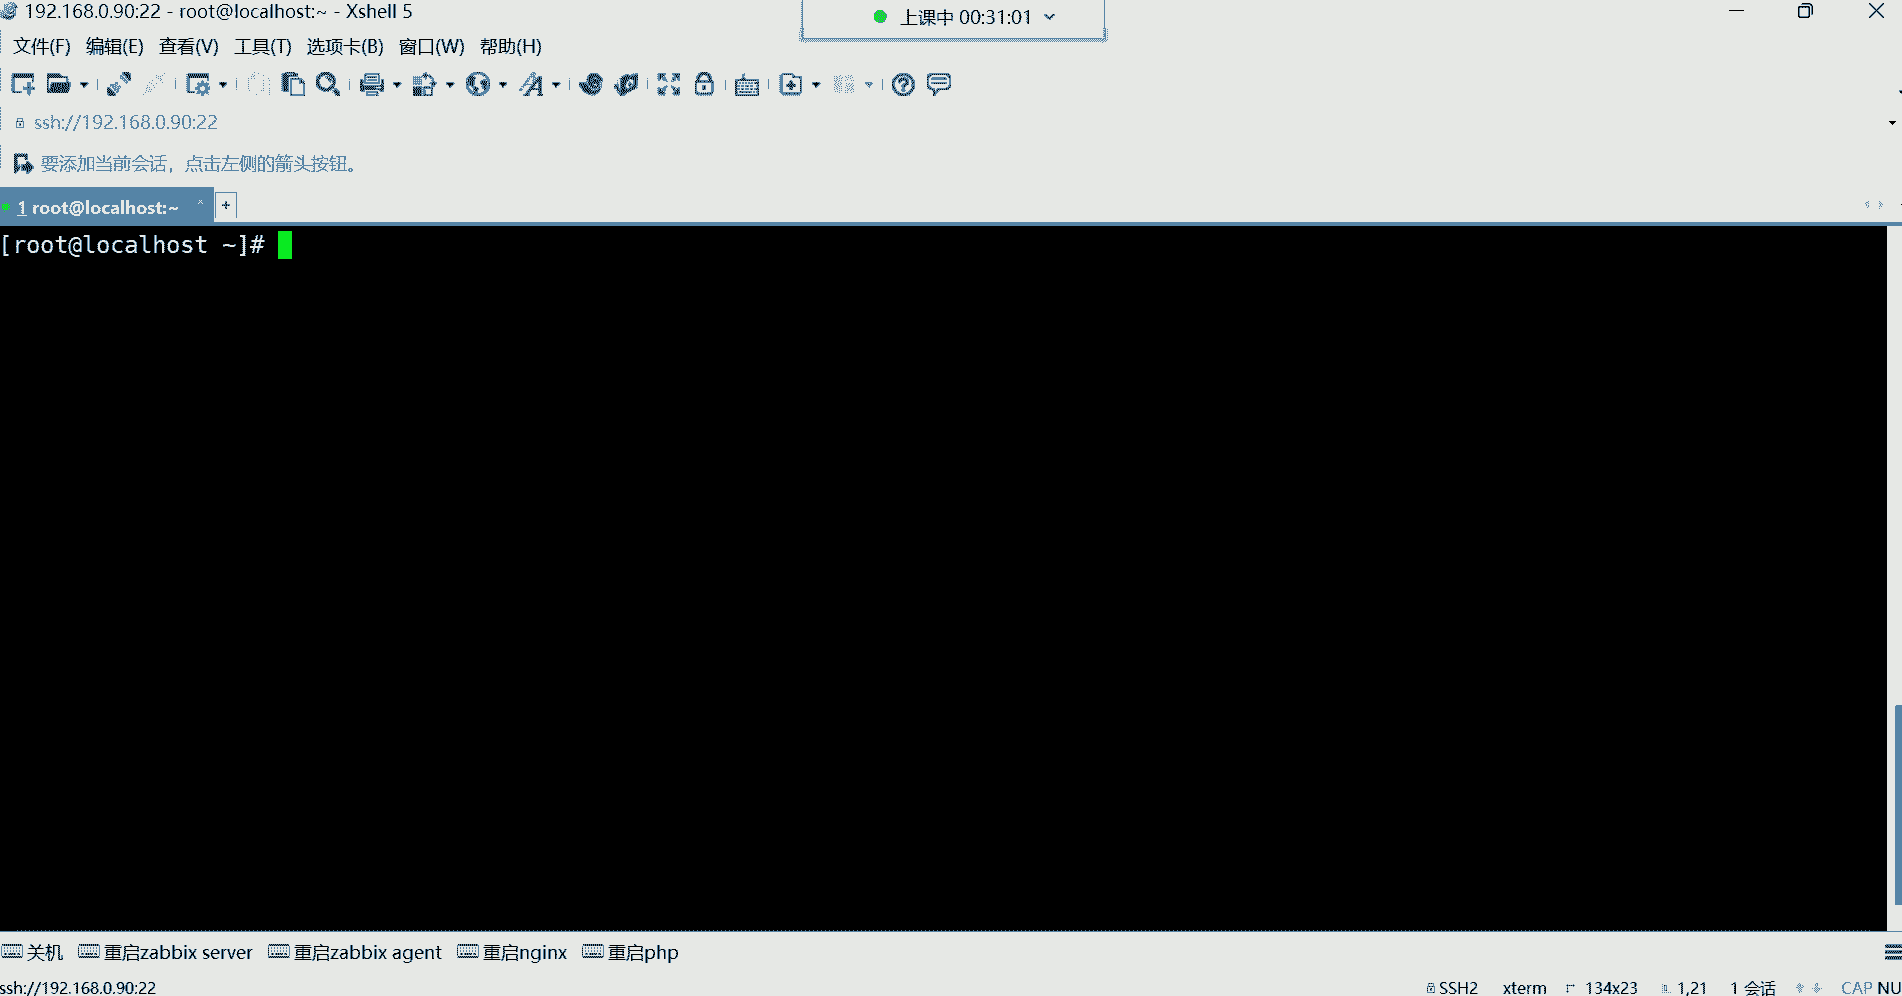 192.168.0.90:22 - root@localhost:~ - Xshell 5
上课中 00:31:01
文件(F) 编辑(E) 查看(V) 工具(T) 选项卡(B) 窗口(W) 帮助(H)
ssh://192.168.0.90:22
要添加当前会话，点击左侧的箭头按钮。
1 root@localhost:~ × +
[root@localhost ~]#
关机 重启zabbix server 重启zabbix agent 重启nginx 重启php
ssh://192.168.0.90:22 SSH2 xterm 134x23 1,21 1 会话 CAP NU